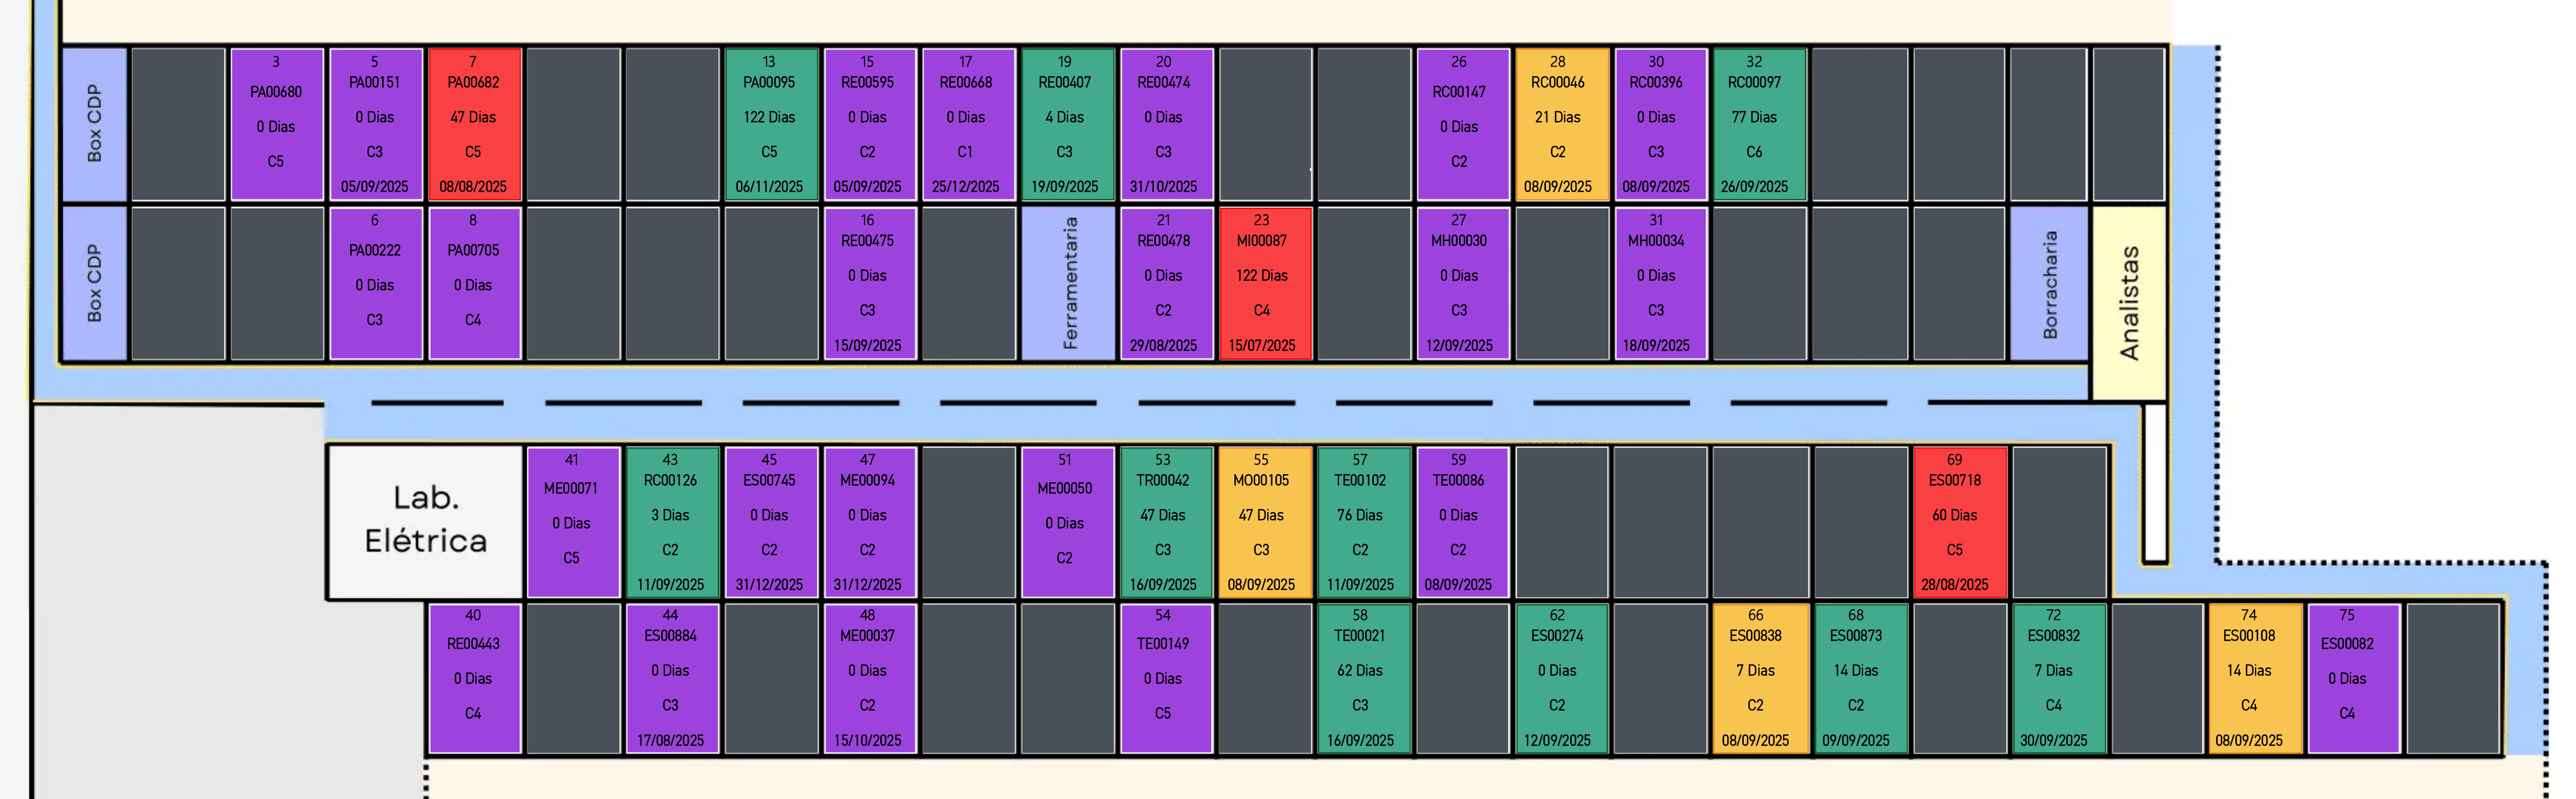 Box CDP
3
PA00680
0 Dias
C5
5
PA00151
0 Dias
C3
05/09/2025
7
PA00682
47 Dias
C5
08/08/2025
13
PA00095
122 Dias
C5
06/11/2025
15
RE00595
0 Dias
C2
05/09/2025
17
RE00668
0 Dias
C1
25/12/2025
19
RE00407
4 Dias
C3
19/09/2025
20
RE00474
0 Dias
C3
31/10/2025
26
RC00147
0 Dias
C2
28
RC00046
21 Dias
C2
08/09/2025
30
RC00396
0 Dias
C3
08/09/2025
32
RC00097
77 Dias
C6
26/09/2025
Box CDP
6
PA00222
0 Dias
C3
8
PA00705
0 Dias
C4
16
RE00475
0 Dias
C3
15/09/2025
Ferramentaria
21
RE00478
0 Dias
C2
29/08/2025
23
MI00087
122 Dias
C4
15/07/2025
27
MH00030
0 Dias
C3
12/09/2025
31
MH00034
0 Dias
C3
18/09/2025
Borracharia
Analistas
Lab.
Elétrica
41
ME00071
0 Dias
C5
43
RC00126
3 Dias
C2
11/09/2025
45
ES00745
0 Dias
C2
31/12/2025
47
ME00094
0 Dias
C2
31/12/2025
51
ME00050
0 Dias
C2
53
TR00042
47 Dias
C3
16/09/2025
55
MO00105
47 Dias
C3
08/09/2025
57
TE00102
76 Dias
C2
11/09/2025
59
TE00086
0 Dias
C2
08/09/2025
69
ES00718
60 Dias
C5
28/08/2025
40
RE00443
0 Dias
C4
44
ES00884
0 Dias
C3
17/08/2025
48
ME00037
0 Dias
C2
15/10/2025
54
TE00149
0 Dias
C5
58
TE00021
62 Dias
C3
16/09/2025
62
ES00274
0 Dias
C2
12/09/2025
66
ES00838
7 Dias
C2
08/09/2025
68
ES00873
14 Dias
C2
09/09/2025
72
ES00832
7 Dias
C4
30/09/2025
74
ES00108
14 Dias
C4
08/09/2025
75
ES00082
0 Dias
C4